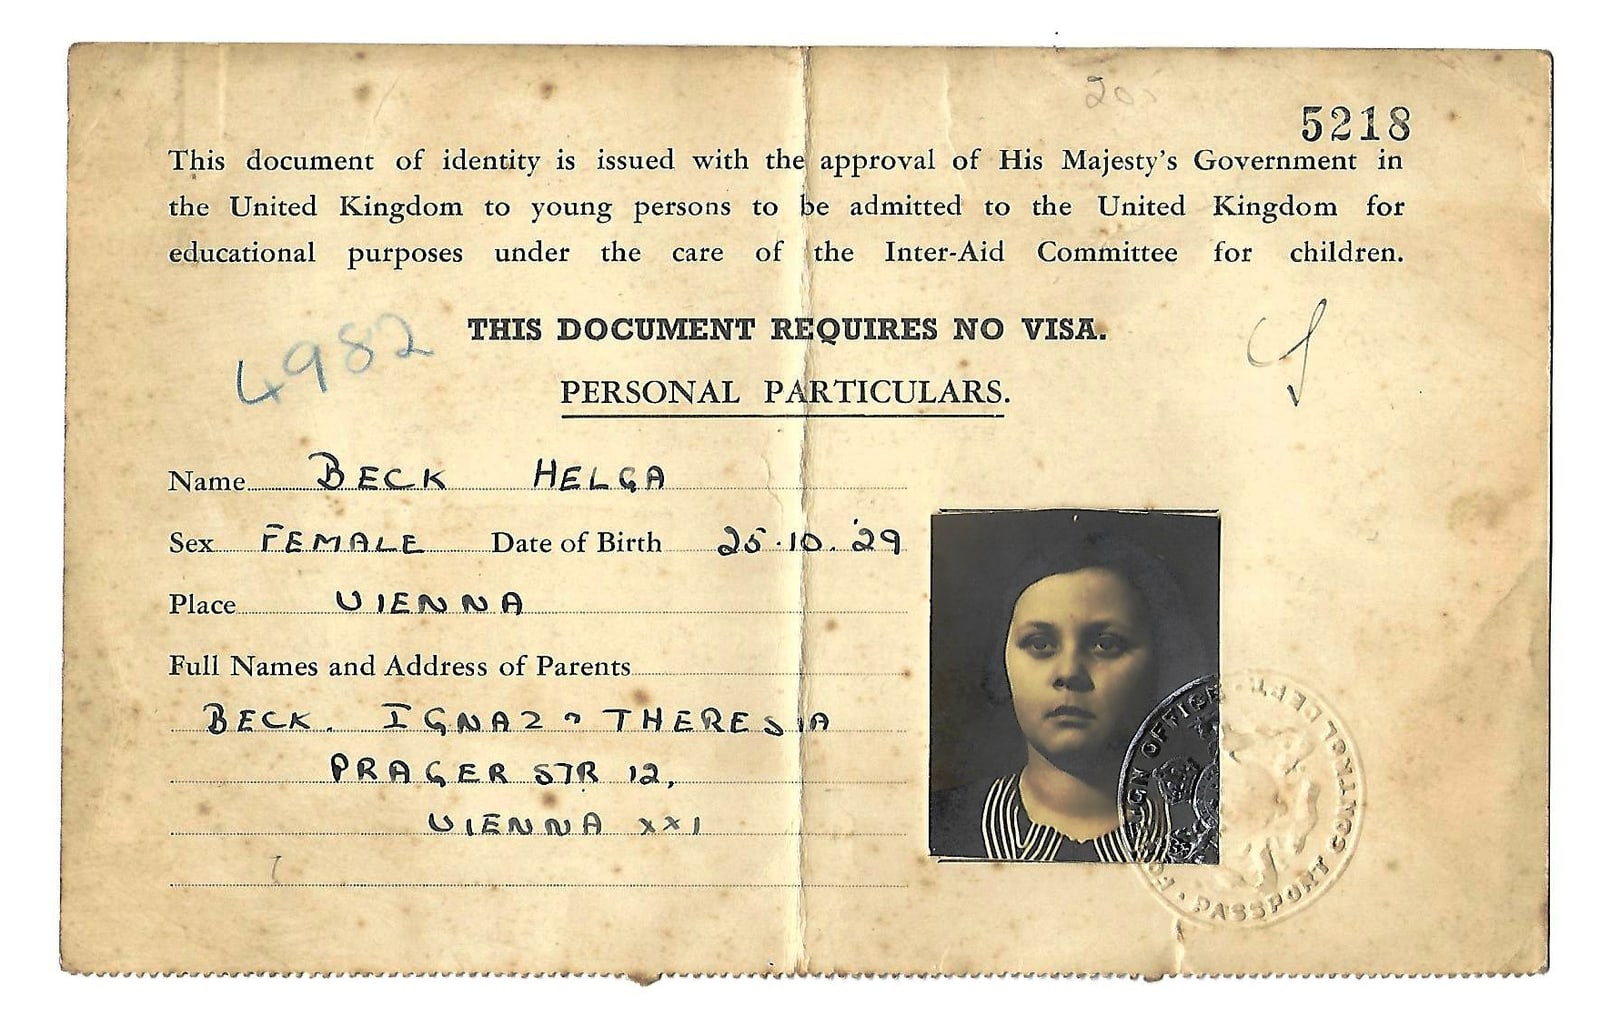 5218
This document of identity is issued with the approval of His Majesty's Government in
the United Kingdom to young persons to be admitted to the United Kingdom for
educational purposes under the care of the Inter-Aid Committee for children.
4982
THIS DOCUMENT REQUIRES NO VISA.
PERSONAL PARTICULARS.
Name BECK HELGA
Sex FEMALE Date of Birth 25.10.'29
Place VIENNA
Full Names and Address of Parents
BECK. IGNAZ THERESIA
PRAGER STR 12,
VIENNA XXI
PASSPORT CONTROL DEPT. FOREIGN OFFICE